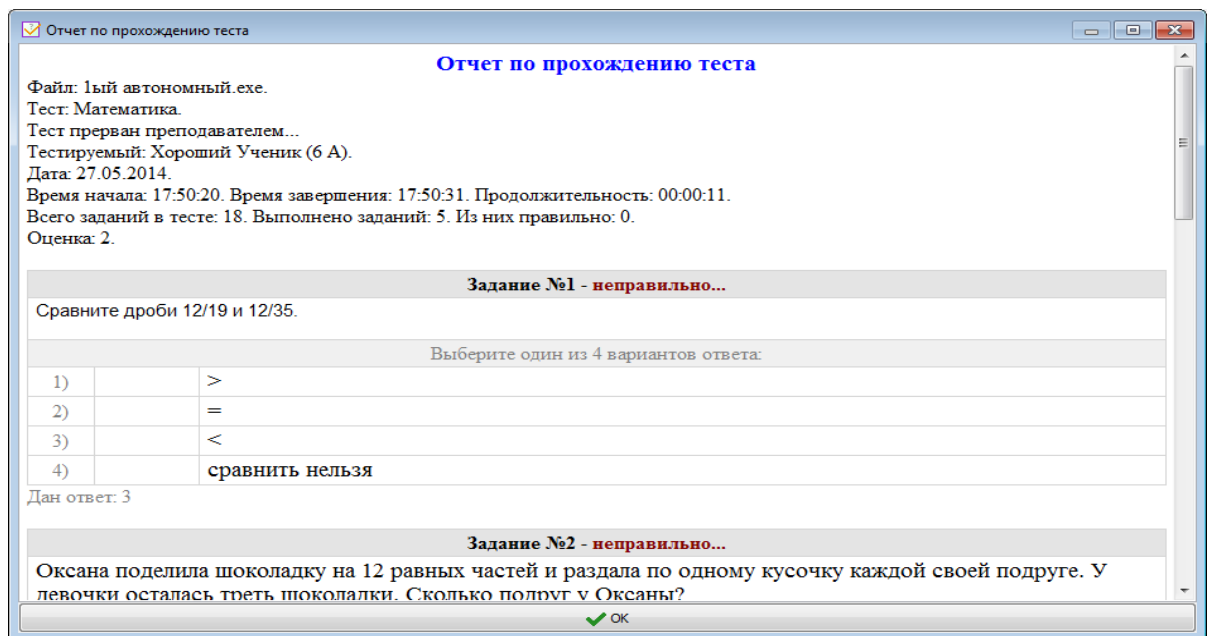 Отчет по прохождению теста
Отчет по прохождению теста
Файл: 1ый автономный.exe.
Тест: Математика.
Тест прерван преподавателем...
Тестируемый: Хороший Ученик (6 А).
Дата: 27.05.2014.
Время начала: 17:50:20. Время завершения: 17:50:31. Продолжительность: 00:00:11.
Всего заданий в тесте: 18. Выполнено заданий: 5. Из них правильно: 0.
Оценка: 2.
Задание №1 - неправильно...
Сравните дроби 12/19 и 12/35.
Выберите один из 4 вариантов ответа:
1) >
2) =
3) <
4) сравнить нельзя
Дан ответ: 3
Задание №2 - неправильно...
Оксана поделила шоколадку на 12 равных частей и раздала по одному кусочку каждой своей подруге. У
девочки осталась треть шоколадки. Сколько подруг у Оксаны?
OK